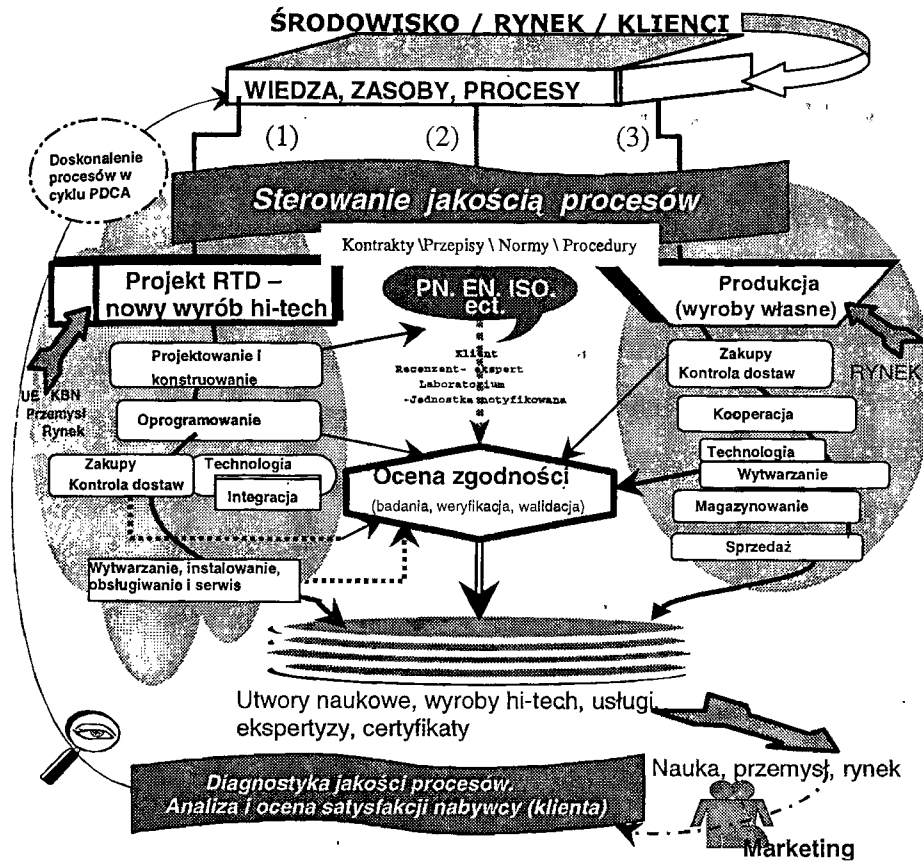 ŚRODOWISKO / RYNEK / KLIENCI
WIEDZA, ZASOBY, PROCESY
(1) (2) (3)
Doskonalenie
procesów w
cyklu PDCA
Sterowanie jakością procesów
Kontrakty \Przepisy \ Normy \ Procedury
Projekt RTD –
nowy wyrób hi-tech
PN. EN. ISO.
ect.
Produkcja
(wyroby własne)
UE KBN
Przemysł
Rynek
RYNEK
Projektowanie i
konstruowanie
Oprogramowanie
Zakupy
Kontrola dostaw
Technologia
Integracja
Wytwarzanie, instalowanie,
obsługiwanie i serwis
Klient
Recenzent- ekspert
Laboratorium
-Jednostka notyfikowana
Ocena zgodności
(badania, weryfikacja, walidacja)
Zakupy
Kontrola dostaw
Kooperacja
Technologia
Wytwarzanie
Magazynowanie
Sprzedaż
Utwory naukowe, wyroby hi-tech, usługi,
ekspertyzy, certyfikaty
Nauka, przemysł, rynek
Diagnostyka jakości procesów.
Analiza i ocena satysfakcji nabywcy (klienta)
Marketing